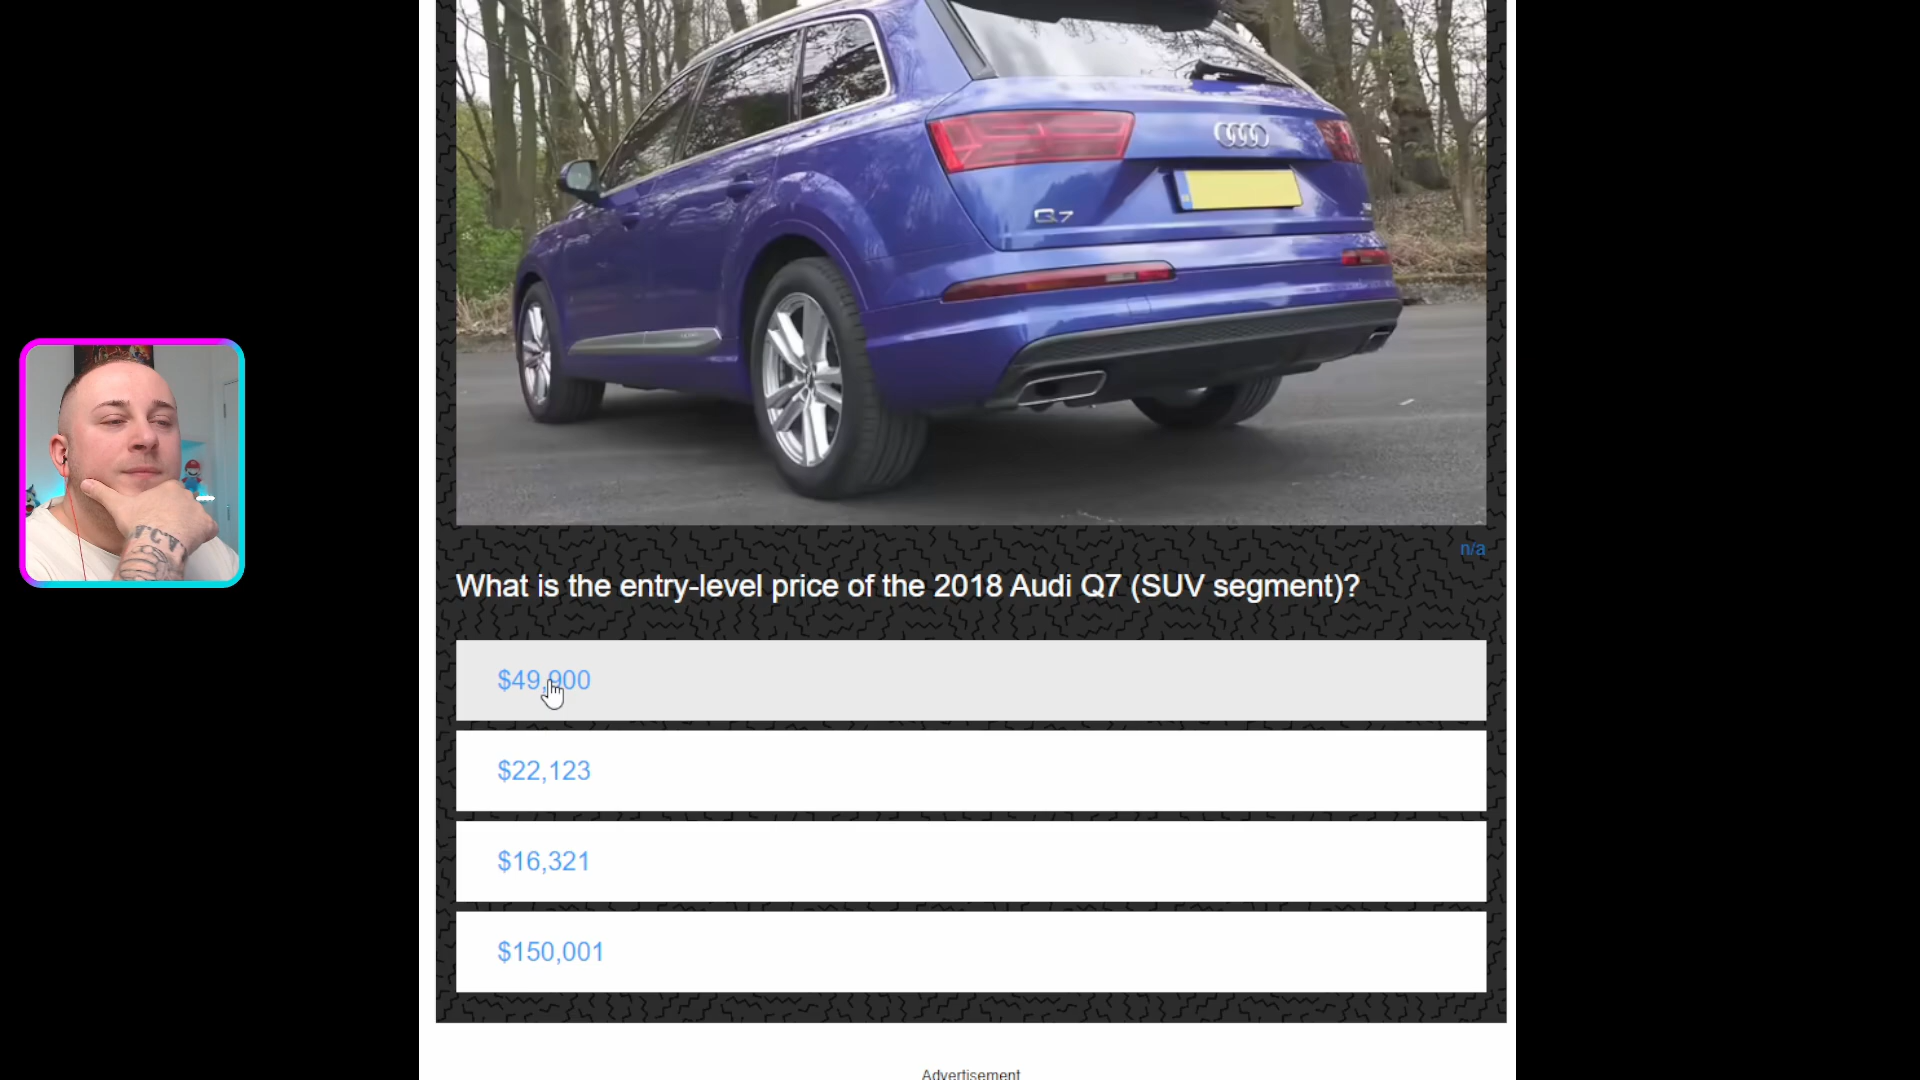 Q7
n/a
What is the entry-level price of the 2018 Audi Q7 (SUV segment)?
$49,900
$22,123
$16,321
$150,001
Advertisement